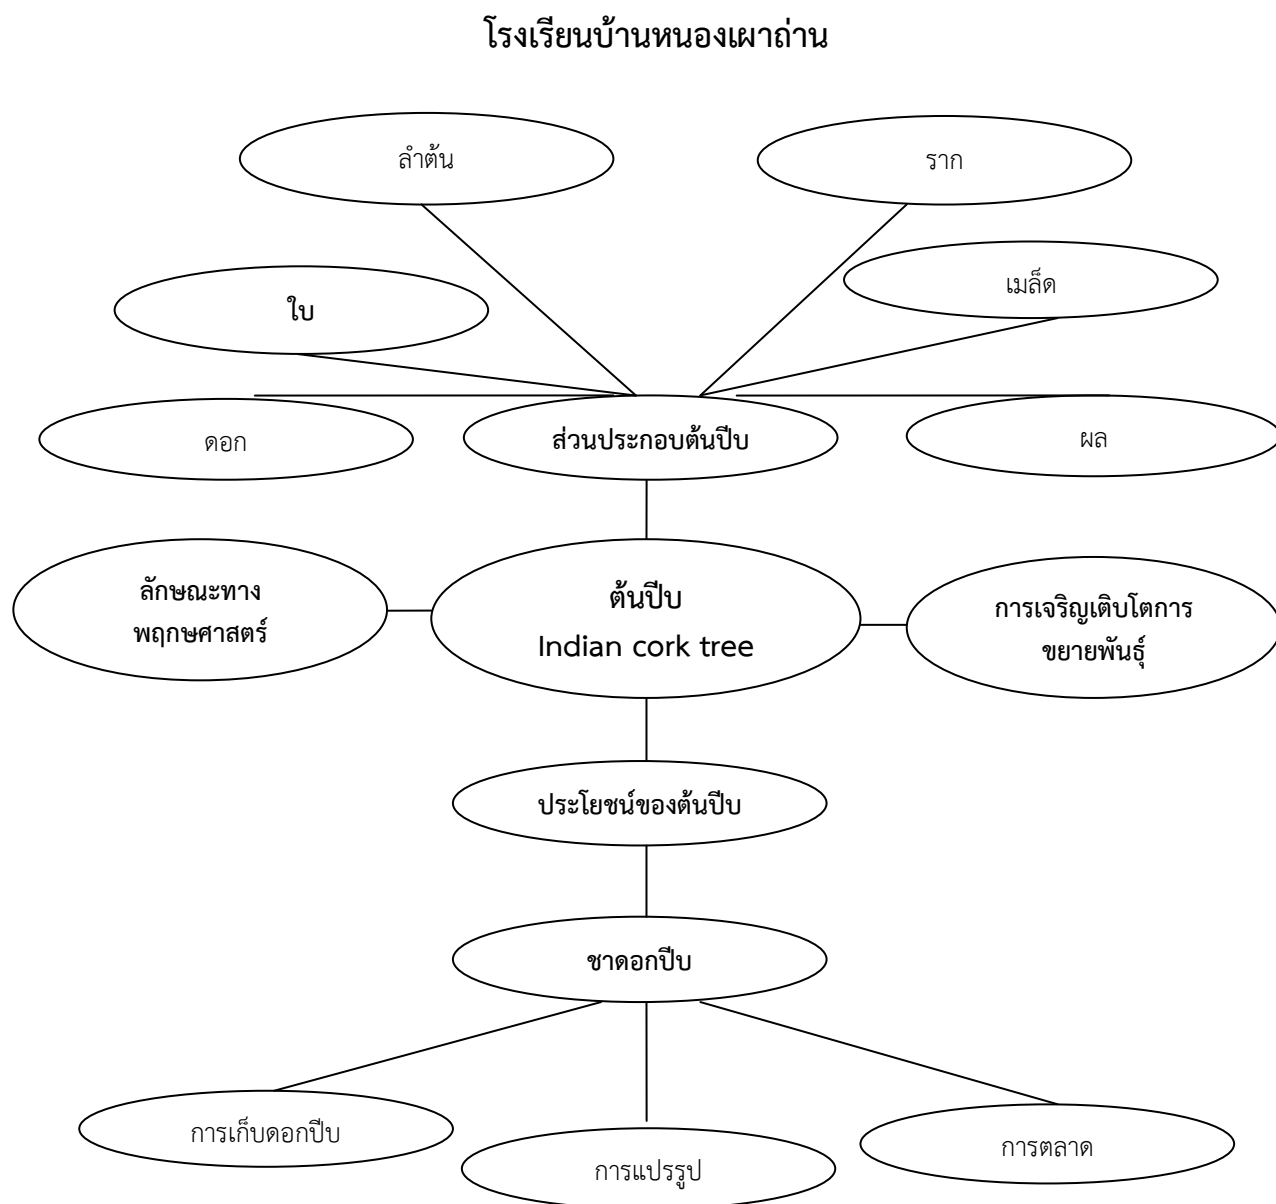 โรงเรียนบ้านหนองเผาถ่าน
ลำต้น
ราก
ใบ
เมล็ด
ดอก
ส่วนประกอบต้นปีบ
ผล
ลักษณะทาง
พฤกษศาสตร์
ต้นปีบ
Indian cork tree
การเจริญเติบโตการ
ขยายพันธุ์
ประโยชน์ของต้นปีบ
ชาดอกปีบ
การเก็บดอกปีบ
การแปรรูป
การตลาด